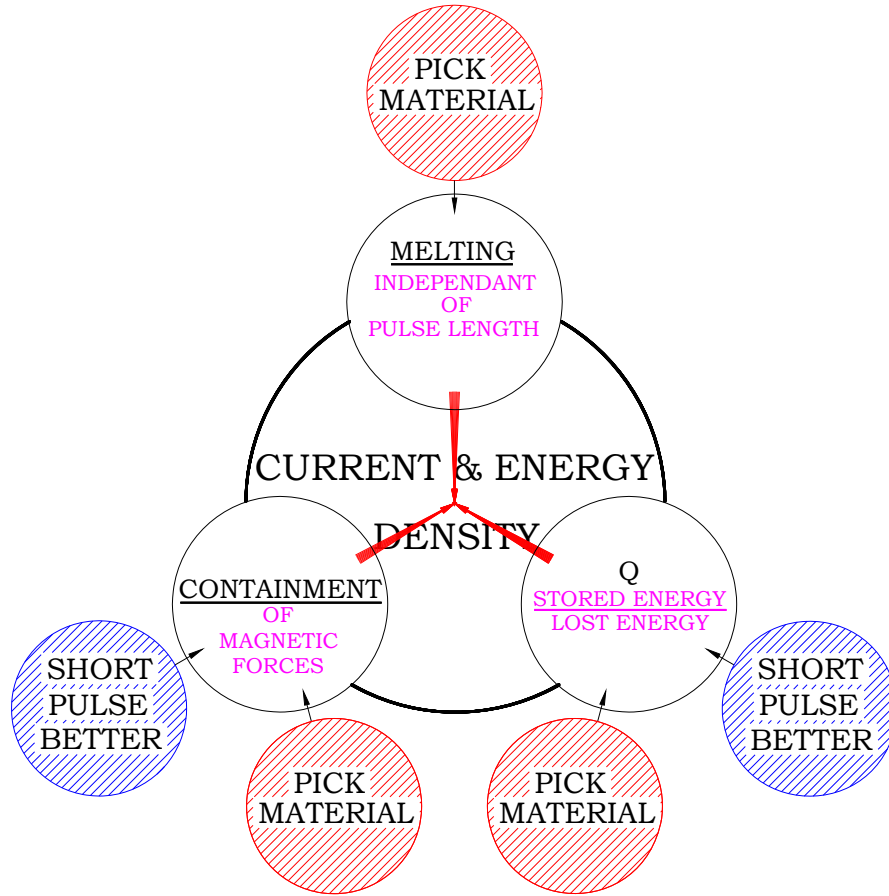 PICK
MATERIAL
MELTING
INDEPENDANT
OF
PULSE LENGTH
CURRENT & ENERGY
DENSITY
CONTAINMENT
OF
MAGNETIC
FORCES
Q
STORED ENERGY
LOST ENERGY
SHORT
PULSE
BETTER
SHORT
PULSE
BETTER
PICK
MATERIAL
PICK
MATERIAL